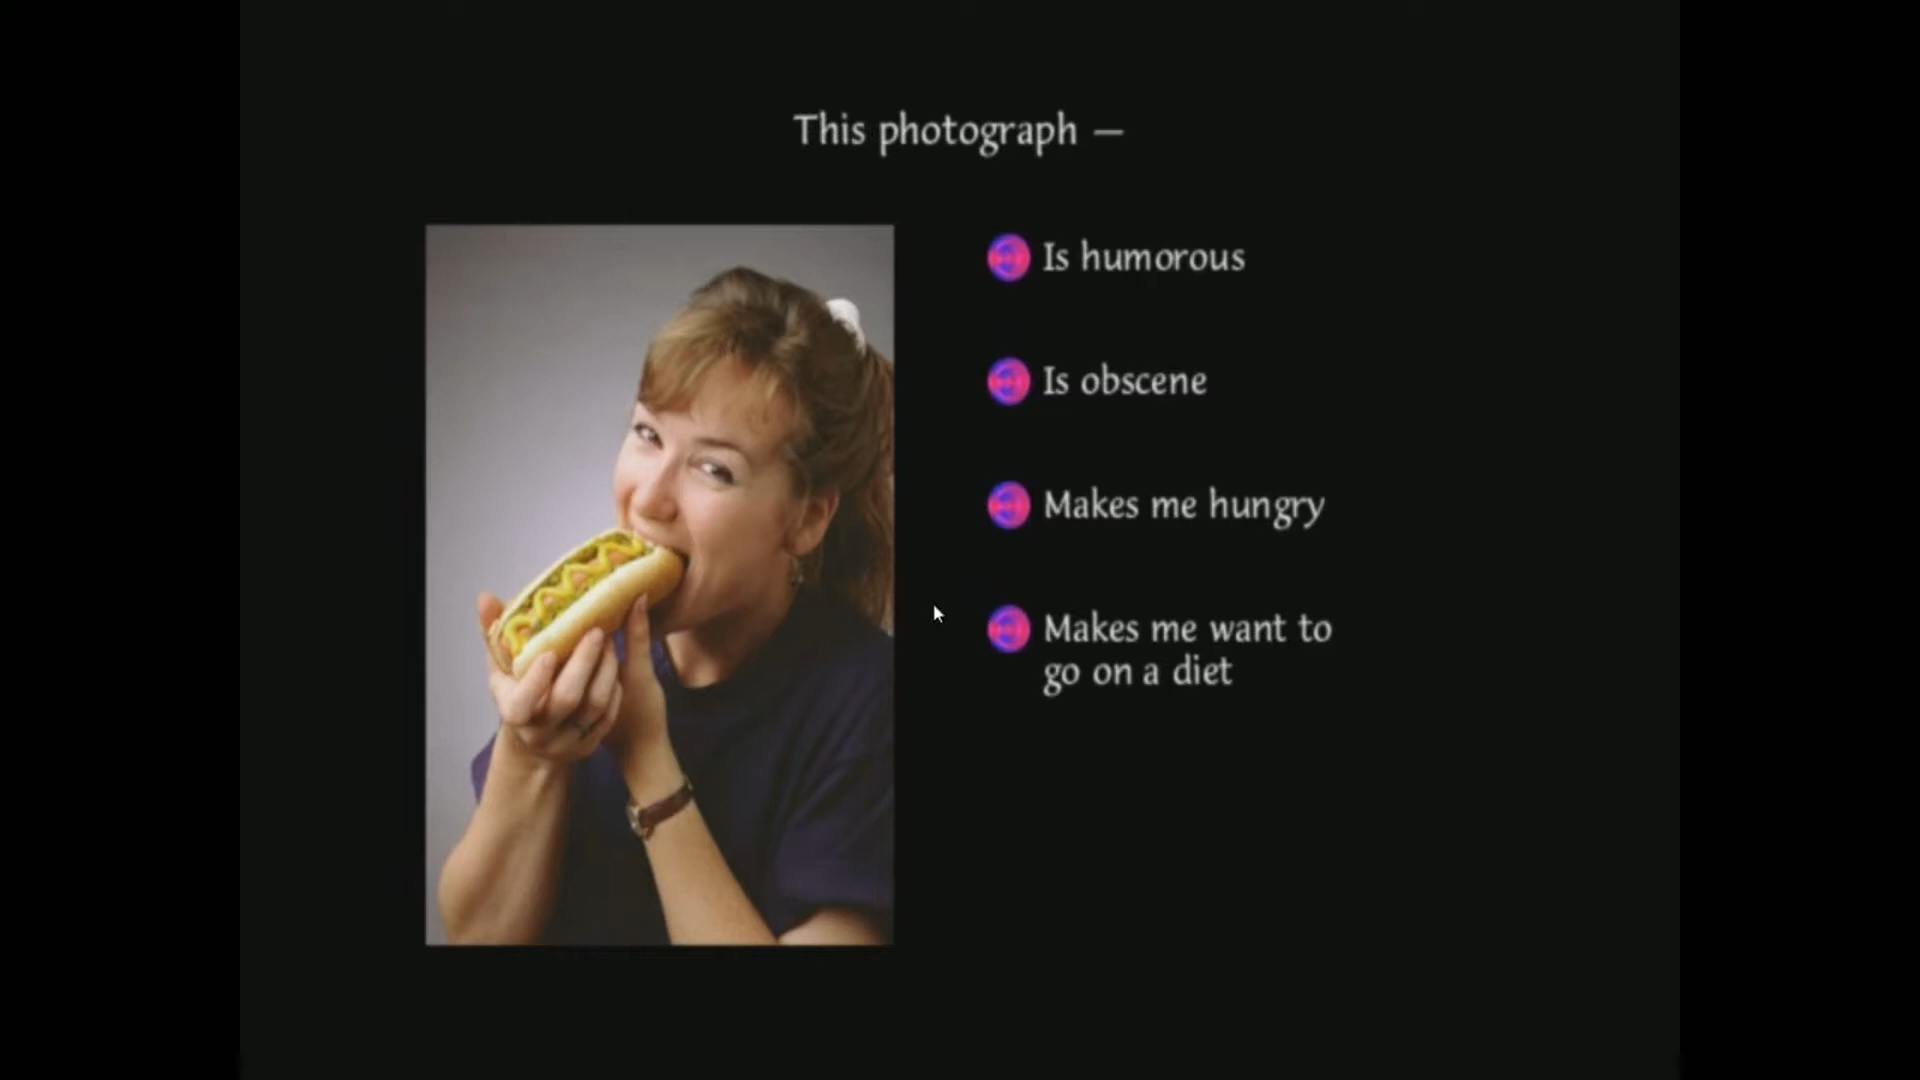 This photograph —
Is humorous
Is obscene
Makes me hungry
Makes me want to
go on a diet